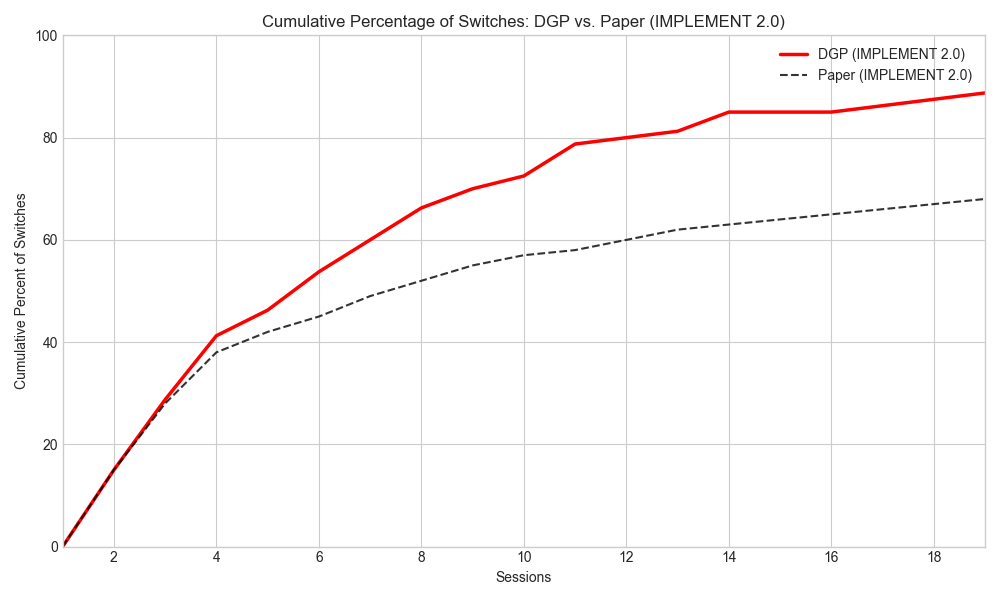 Cumulative Percentage of Switches: DGP vs. Paper (IMPLEMENT 2.0)
DGP (IMPLEMENT 2.0)
Paper (IMPLEMENT 2.0)
Cumulative Percent of Switches
100
80
60
40
20
0
2 4 6 8 10 12 14 16 18
Sessions